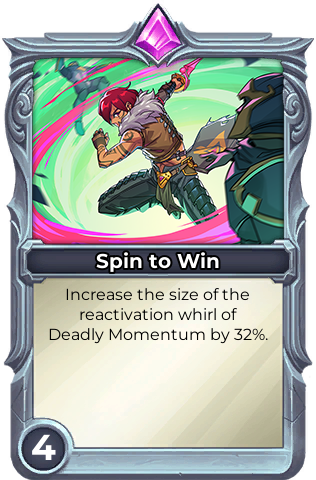 Spin to Win
Increase the size of the
reactivation whirl of
Deadly Momentum by 32%.
4